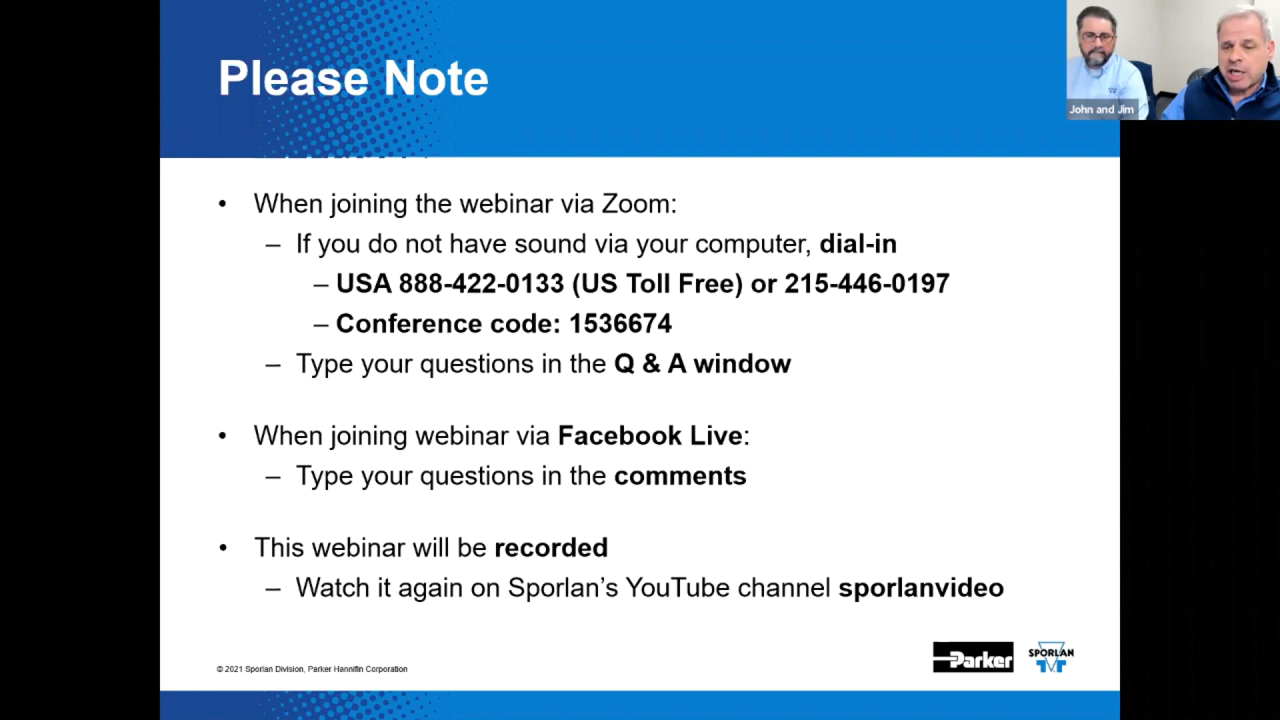 Please Note
John and Jim
• When joining the webinar via Zoom:
– If you do not have sound via your computer, dial-in
– USA 888-422-0133 (US Toll Free) or 215-446-0197
– Conference code: 1536674
– Type your questions in the Q & A window
• When joining webinar via Facebook Live:
– Type your questions in the comments
• This webinar will be recorded
– Watch it again on Sporlan’s YouTube channel sporlanvideo
© 2021 Sporlan Division, Parker Hannifin Corporation
Parker
SPORLAN